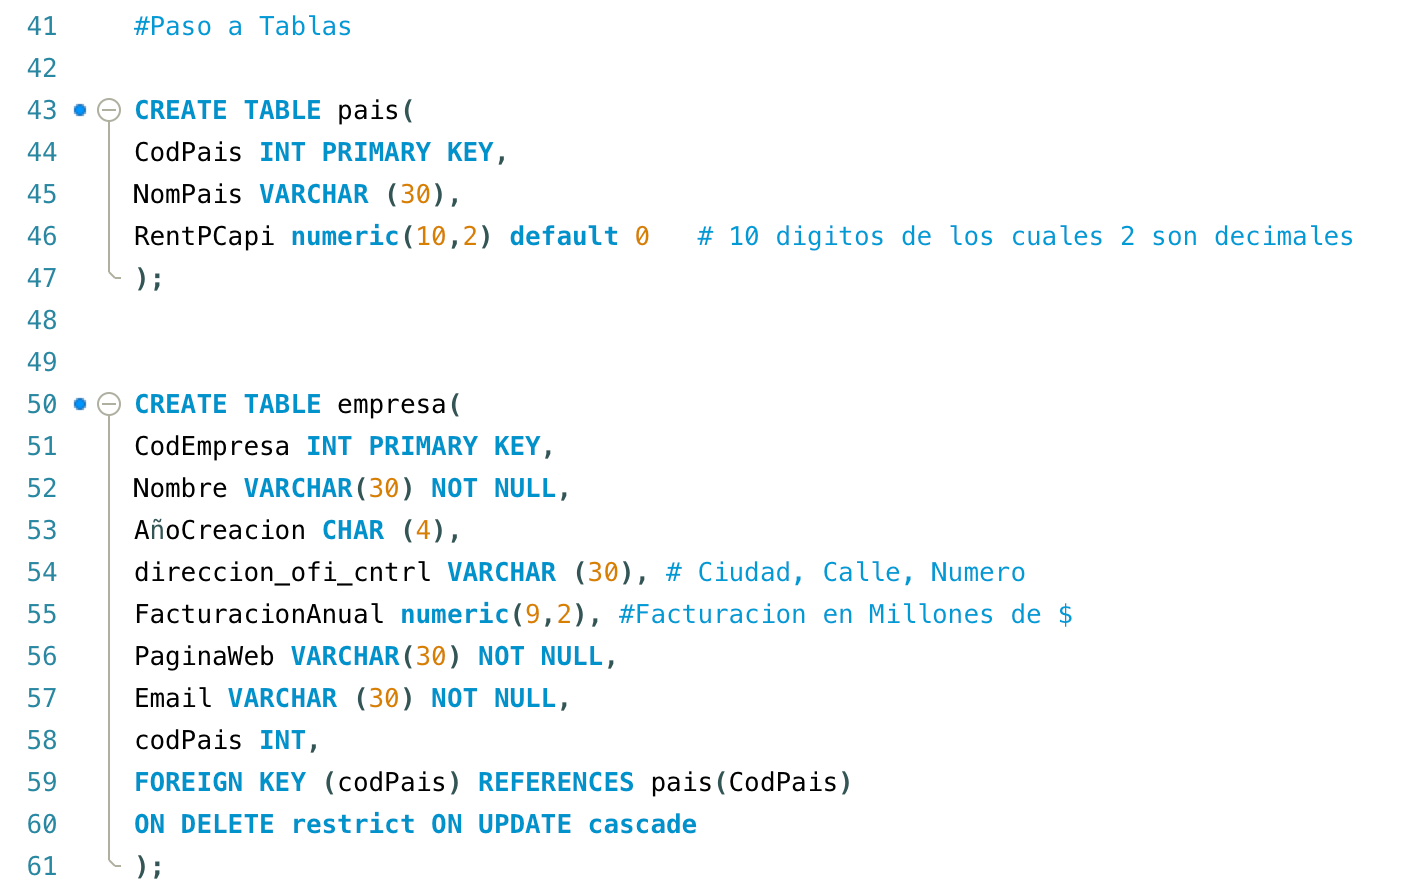 41 #Paso a Tablas
42
43 CREATE TABLE pais(
44 CodPais INT PRIMARY KEY,
45 NomPais VARCHAR (30),
46 RentPCapi numeric(10,2) default 0   # 10 digitos de los cuales 2 son decimales
47 );
48
49
50 CREATE TABLE empresa(
51 CodEmpresa INT PRIMARY KEY,
52 Nombre VARCHAR(30) NOT NULL,
53 AñoCreacion CHAR (4),
54 direccion_ofi_cntrl VARCHAR (30), # Ciudad, Calle, Numero
55 FacturacionAnual numeric(9,2), #Facturacion en Millones de $
56 PaginaWeb VARCHAR(30) NOT NULL,
57 Email VARCHAR (30) NOT NULL,
58 codPais INT,
59 FOREIGN KEY (codPais) REFERENCES pais(CodPais)
60 ON DELETE restrict ON UPDATE cascade
61 );